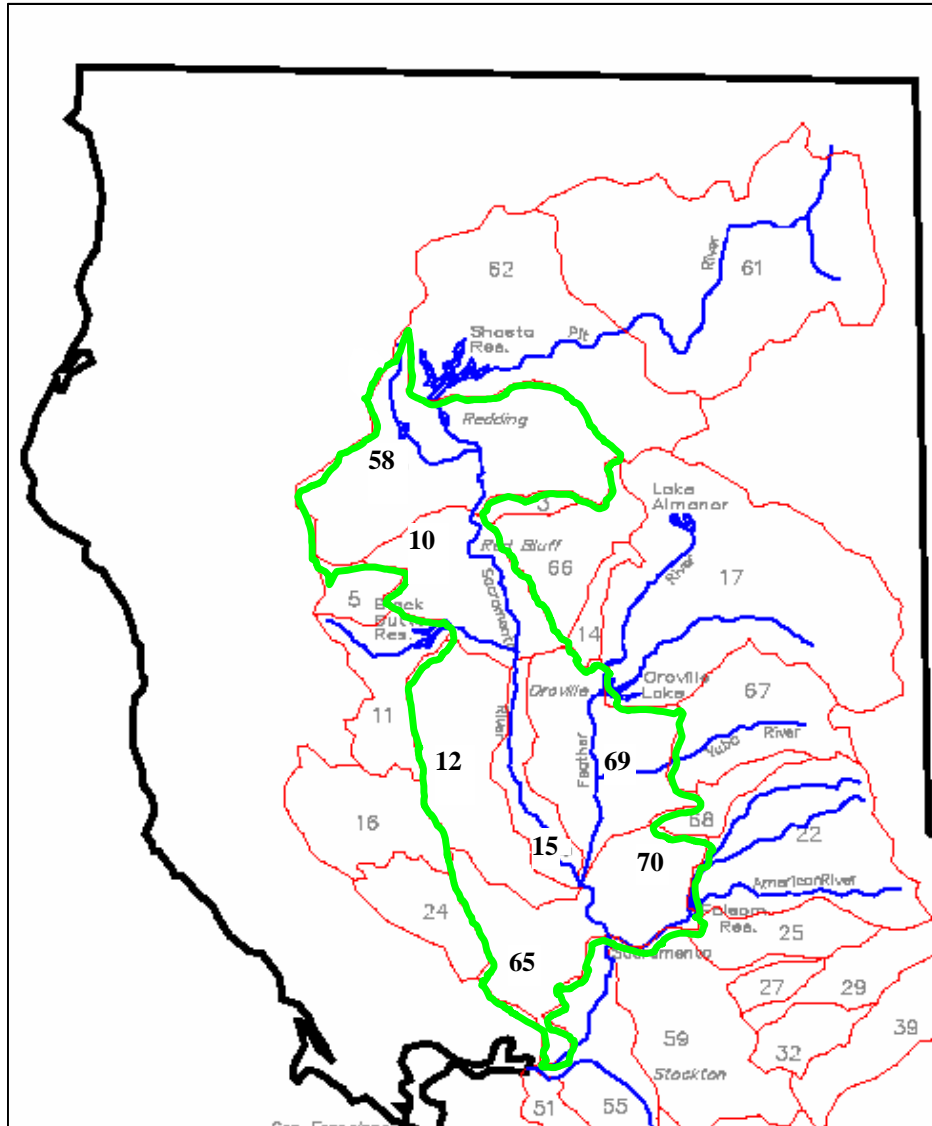 62
61
River
Pit
Shasta
Res.
Redding
58
3
Lake
Almanor
10
Red Bluff
66
River
17
Sacramento
5
Black
Butte
Res.
14
Oroville
Oroville
Lake
67
11
River
12
Feather
69
Yuba River
16
68
22
15
70
American River
24
Folsom
Res.
25
65
Sacramento
27
29
59
32
39
Stockton
51
55